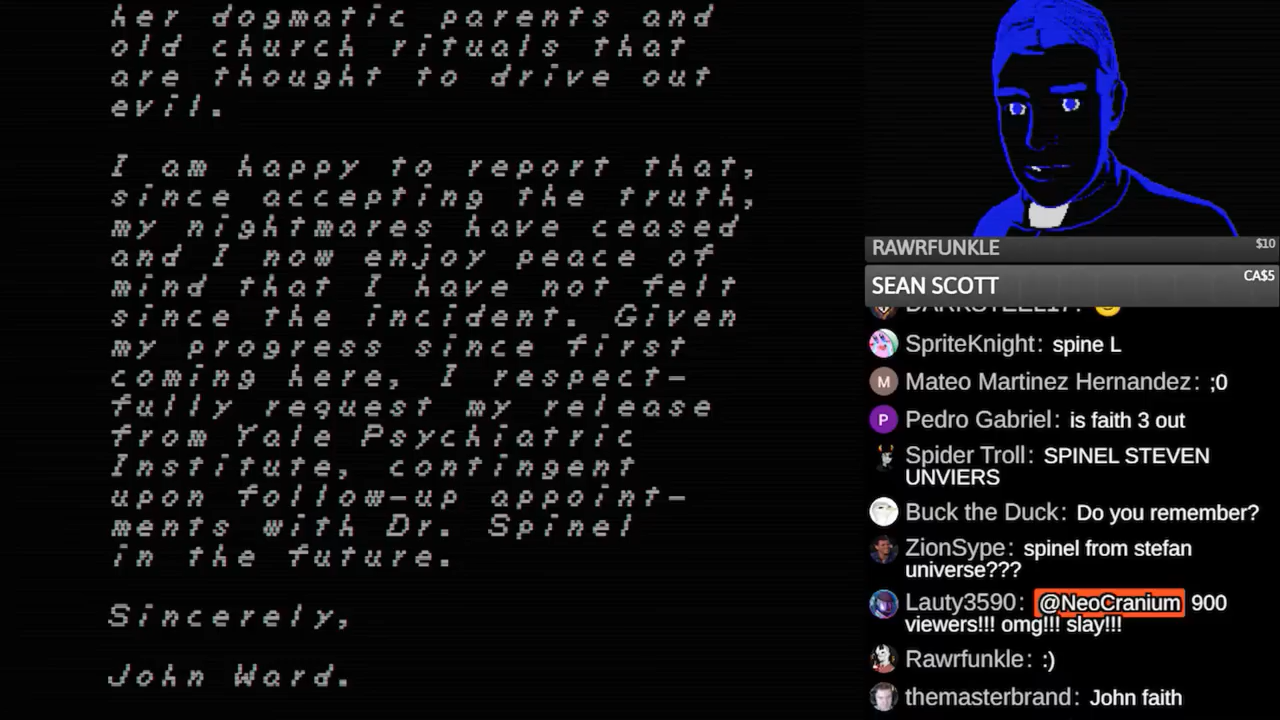 her dogmatic parents and
old church rituals that
are thought to drive out
evil.
I am happy to report that,
since accepting the truth,
my nightmares have ceased
and I now enjoy peace of
mind that I have not felt
since the incident. Given
my progress since first
coming here, I respect-
fully request my release
from Yale Psychiatric
Institute, contingent
upon follow-up appoint-
ments with Dr. Spinel
in the future.
Sincerely,
John Ward.
RAWRFUNKLE $10
SEAN SCOTT CA$5
SpriteKnight: spine L
M Mateo Martinez Hernandez: ;0
P Pedro Gabriel: is faith 3 out
Spider Troll: SPINEL STEVEN
UNVIERS
Buck the Duck: Do you remember?
ZionSype: spinel from stefan
universe???
Lauty3590: @NeoCranium 900
viewers!!! omg!!! slay!!!
Rawrfunkle: :)
themasterbrand: John faith